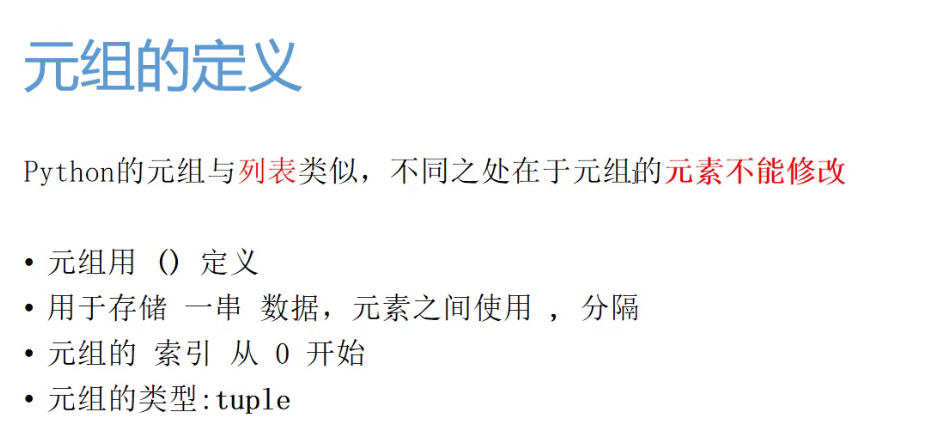 元组的定义
Python的元组与列表类似，不同之处在于元组的元素不能修改
• 元组用 () 定义
• 用于存储 一串 数据，元素之间使用 , 分隔
• 元组的 索引 从 0 开始
• 元组的类型:tuple